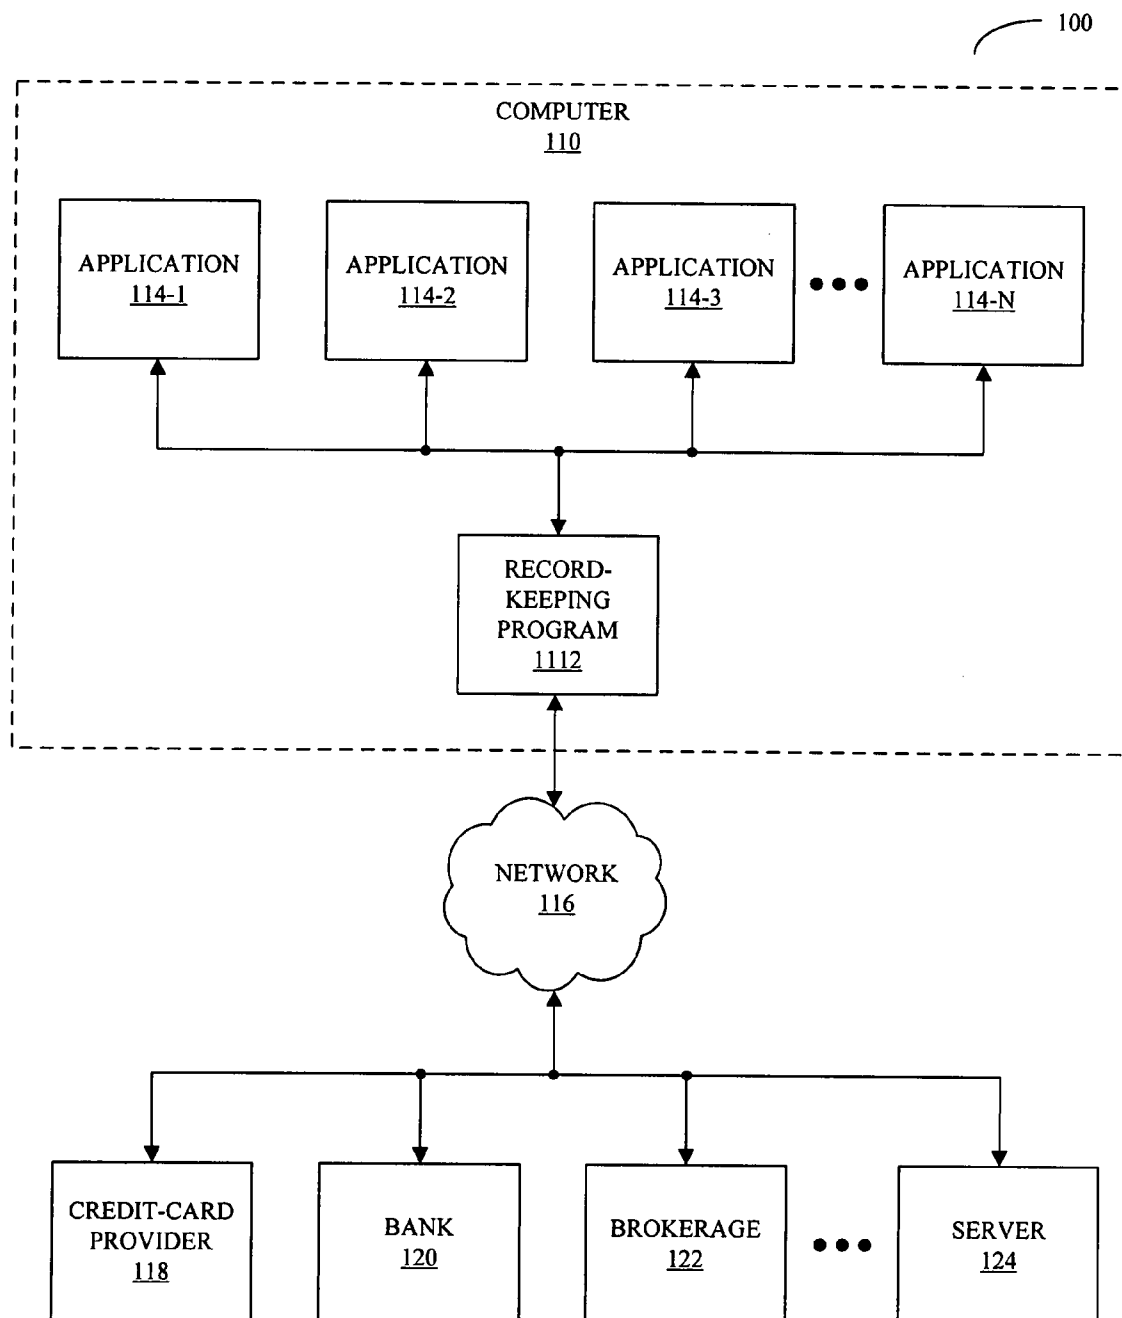 100
COMPUTER
110
APPLICATION
114-1
APPLICATION
114-2
APPLICATION
114-3
APPLICATION
114-N
RECORD-
KEEPING
PROGRAM
1112
NETWORK
116
CREDIT-CARD
PROVIDER
118
BANK
120
BROKERAGE
122
SERVER
124